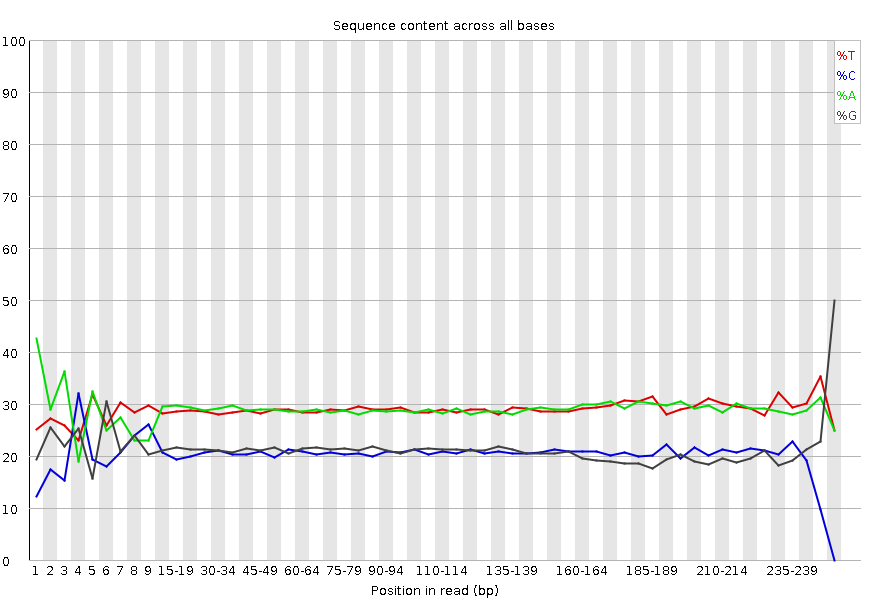 Sequence content across all bases
100
90
80
70
60
50
40
30
20
10
0
%T
%C
%A
%G
1 2 3 4 5 6 7 8 9 15-19 30-34 45-49 60-64 75-79 90-94 110-114 135-139 160-164 185-189 210-214 235-239
Position in read (bp)